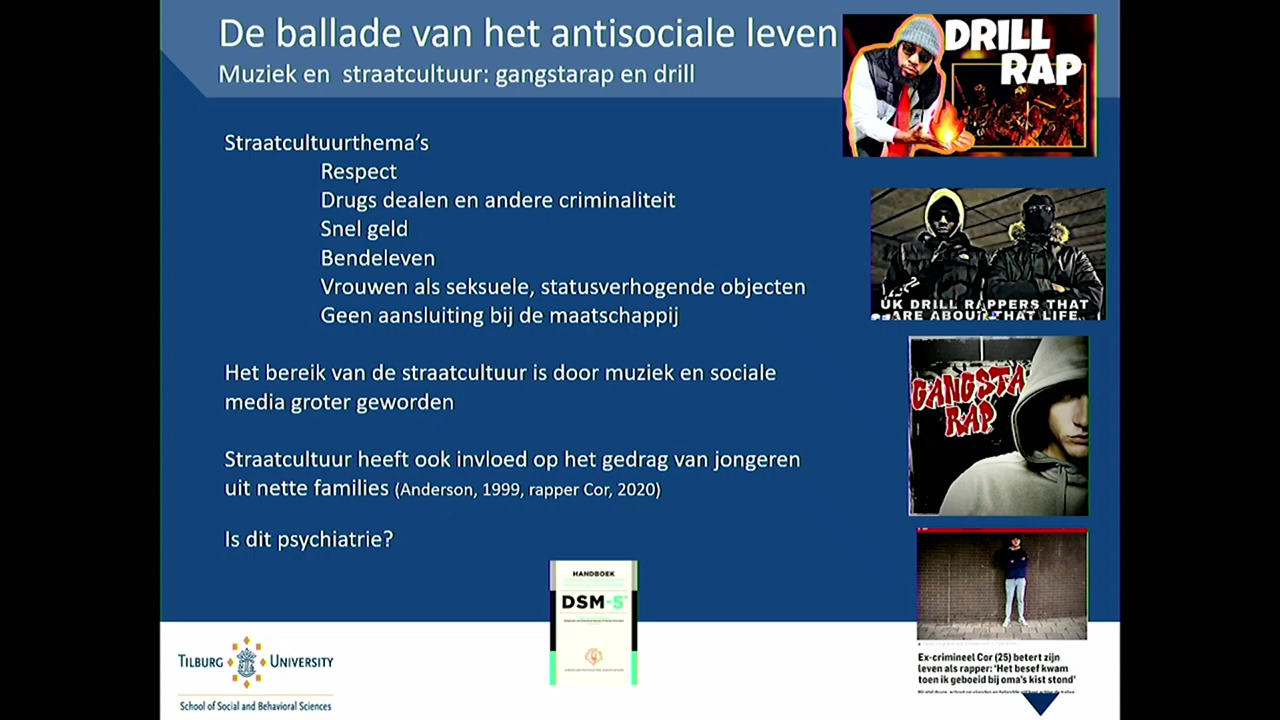 De ballade van het antisociale leven
Muziek en straatcultuur: gangstarap en drill
Straatcultuurthema's
Respect
Drugs dealen en andere criminaliteit
Snel geld
Bendeleven
Vrouwen als seksuele, statusverhogende objecten
Geen aansluiting bij de maatschappij
Het bereik van de straatcultuur is door muziek en sociale
media groter geworden
Straatcultuur heeft ook invloed op het gedrag van jongeren
uit nette families (Anderson, 1999, rapper Cor, 2020)
Is dit psychiatrie?
DRILL
RAP
UK DRILL RAPPERS THAT
ARE ABOUT THAT LIFE
GANGSTA
RAP
Ex-crimineel Cor (25) betert zijn
leven als rapper: 'Het besef kwam
toen ik geboeid bij oma's kist stond'
HANDBOEK
DSM-5
TILBURG UNIVERSITY
School of Social and Behavioral Sciences